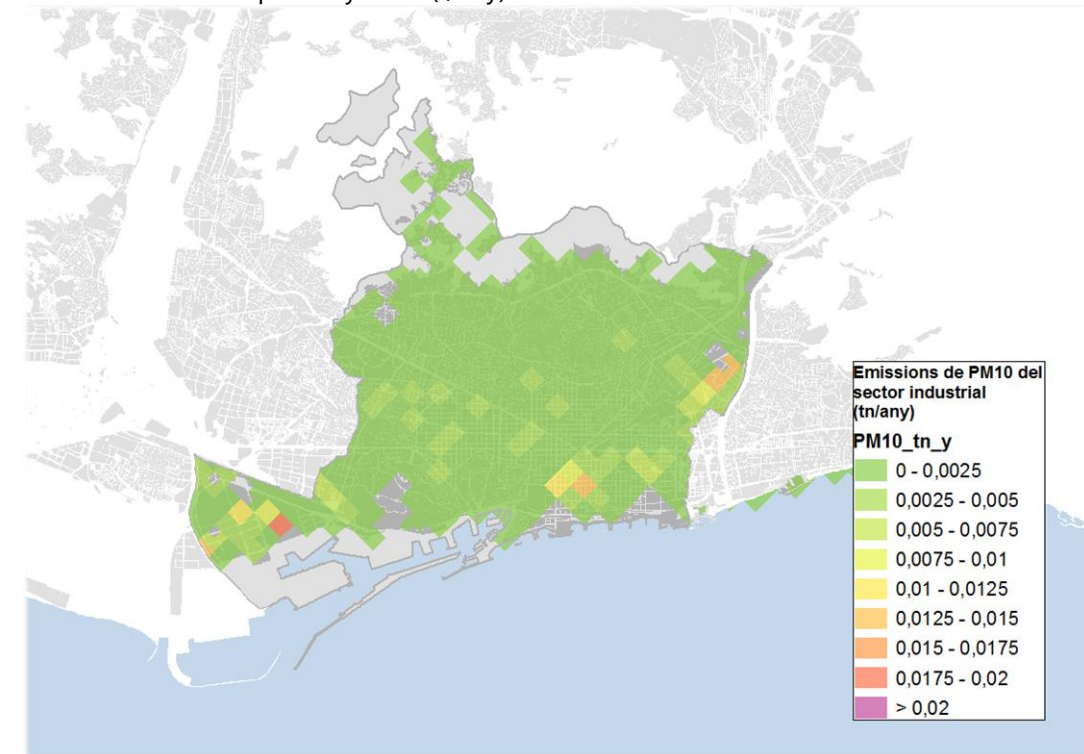 Emissions de PM10 del
sector industrial
(tn/any)
PM10_tn_y
0 - 0,0025
0,0025 - 0,005
0,005 - 0,0075
0,0075 - 0,01
0,01 - 0,0125
0,0125 - 0,015
0,015 - 0,0175
0,0175 - 0,02
> 0,02